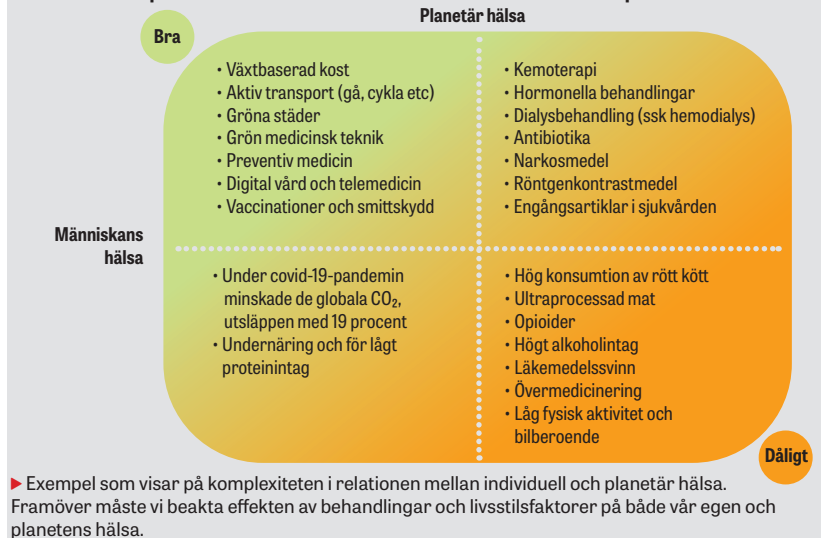 Planetär hälsa
Bra
• Växtbaserad kost
• Aktiv transport (gå, cykla etc)
• Gröna städer
• Grön medicinsk teknik
• Preventiv medicin
• Digital vård och telemedicin
• Vaccinationer och smittskydd
• Kemoterapi
• Hormonella behandlingar
• Dialysbehandling (ssk hemodialys)
• Antibiotika
• Narkosmedel
• Röntgenkontrastmedel
• Engångsartiklar i sjukvården
Människans
hälsa
• Under covid-19-pandemin
minskade de globala CO₂,
utsläppen med 19 procent
• Undernäring och för lågt
proteinintag
• Hög konsumtion av rött kött
• Ultraprocessad mat
• Opioider
• Högt alkoholintag
• Läkemedelssvinn
• Övermedicinering
• Låg fysisk aktivitet och
bilberoende
Dåligt
▶ Exempel som visar på komplexiteten i relationen mellan individuell och planetär hälsa.
Framöver måste vi beakta effekten av behandlingar och livsstilsfaktorer på både vår egen och
planetens hälsa.